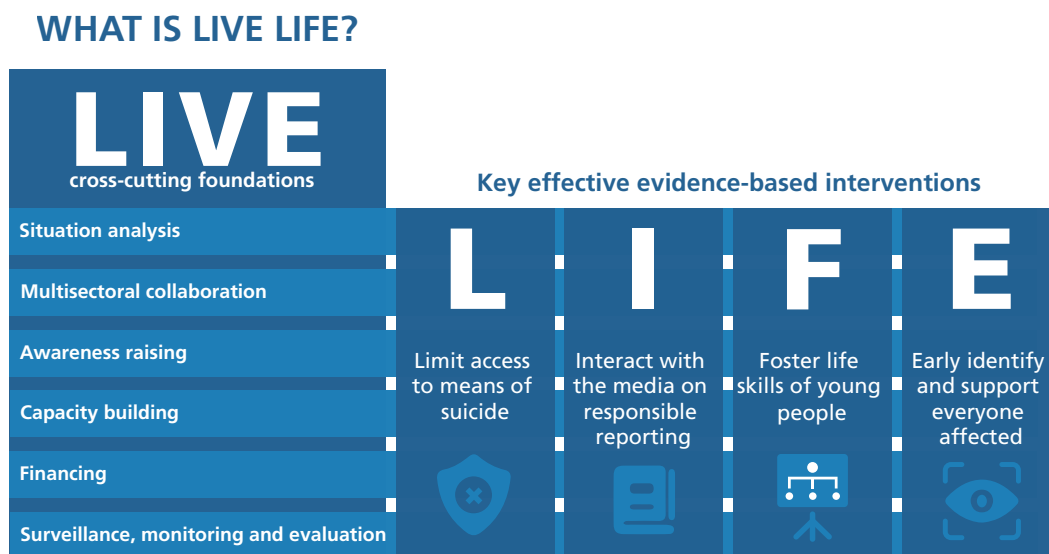 WHAT IS LIVE LIFE?
LIVE
cross-cutting foundations
Situation analysis
Multisectoral collaboration
Awareness raising
Capacity building
Financing
Surveillance, monitoring and evaluation
Key effective evidence-based interventions
L
Limit access
to means of
suicide
I
Interact with
the media on
responsible
reporting
F
Foster life
skills of young
people
E
Early identify
and support
everyone
affected